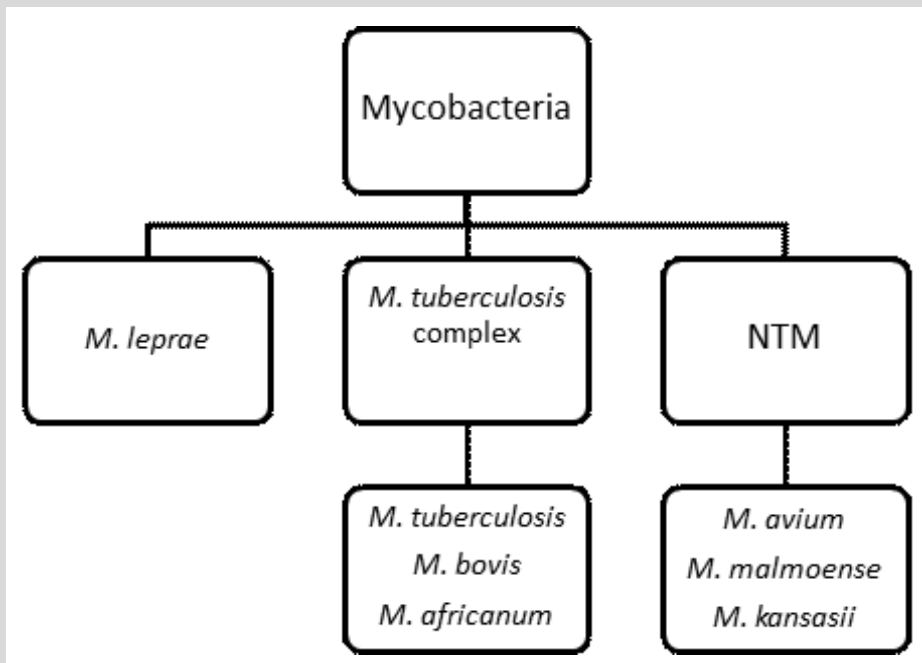 Mycobacteria
M. leprae
M. tuberculosis
complex
NTM
M. tuberculosis
M. bovis
M. africanum
M. avium
M. malmoense
M. kansasii